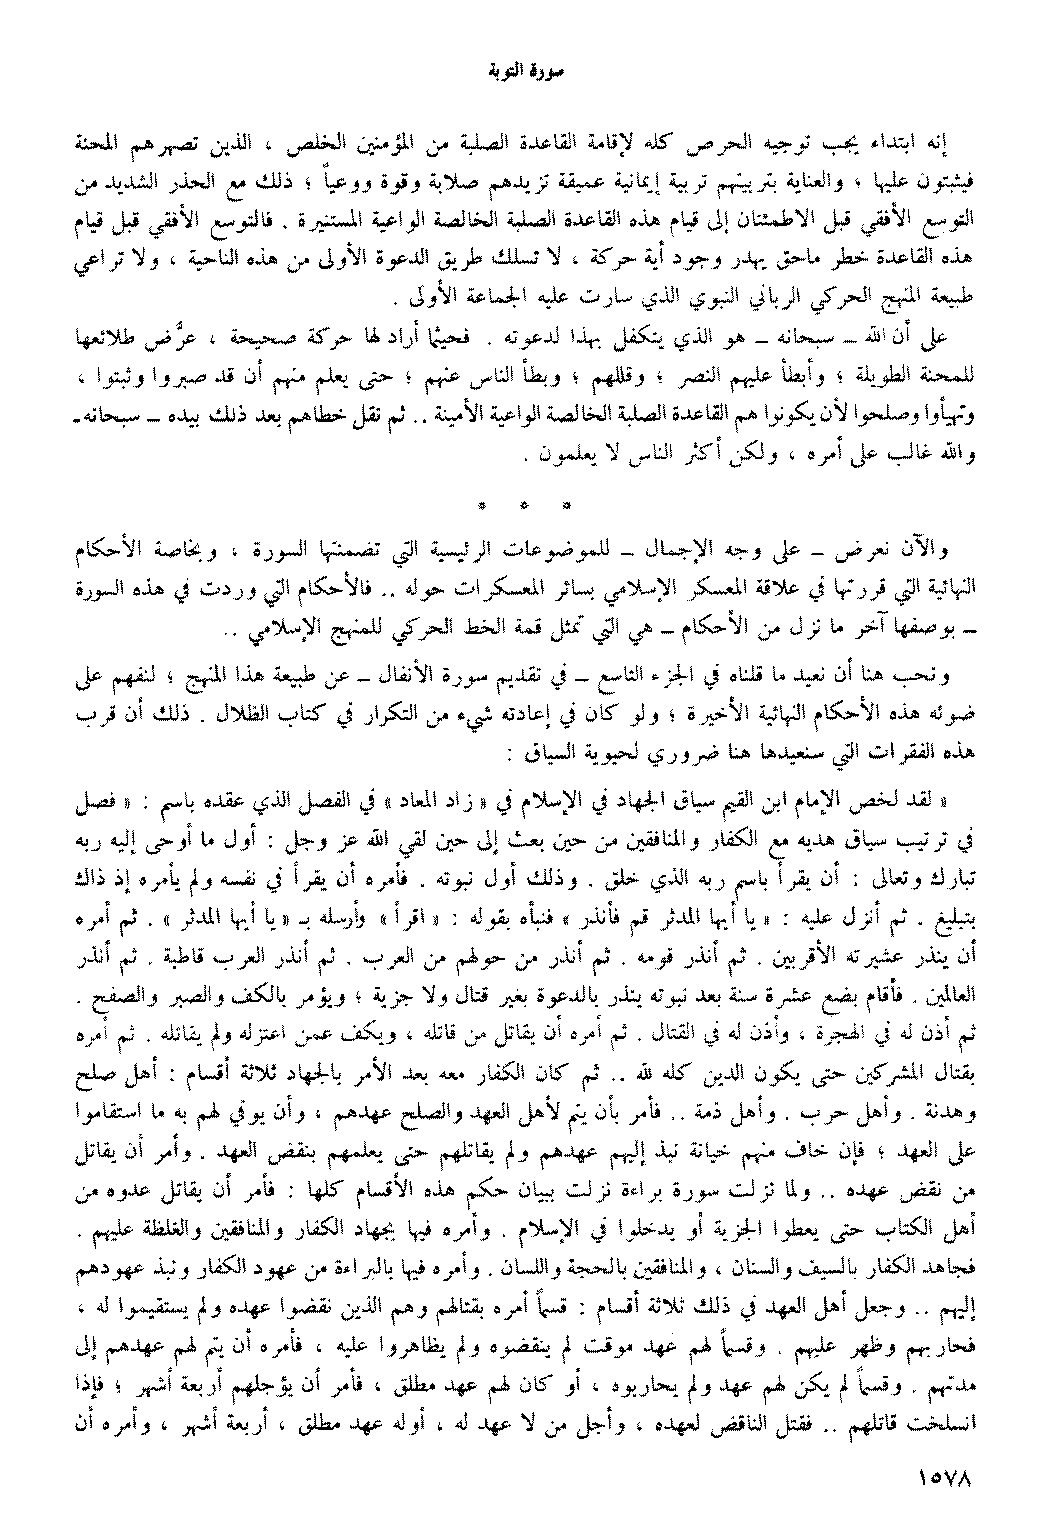 سورة التوبة
إنه ابتداء يجب توجيه الحرص كله لإقامة القاعدة الصلبة من المؤمنين الخلص ، الذين تصهرهم المحنة
فيثبتون عليها ؛ والعناية بتربيتهم تربية إيمانية عميقة تزيدهم صلابة وقوة ووعياً ؛ ذلك مع الحذر الشديد من
التوسع الأفقي قبل الاطمئنان إلى قيام هذه القاعدة الصلبة الخالصة الواعية المستنيرة . فالتوسع الأفقي قبل قيام
هذه القاعدة خطر ماحق يهدد وجود أية حركة ، لا تسلك طريق الدعوة الأولى من هذه الناحية ، ولا تراعي
طبيعة المنهج الحركي الرباني النبوي الذي سارت عليه الجماعة الأولى .
على أن الله – سبحانه – هو الذي يتكفل بهذا لدعوته . فحيثما أراد لها حركة صحيحة ، عرَّض طلائعها
للمحنة الطويلة ؛ وأبطأ عليهم النصر ؛ وقللهم ؛ وبطأ الناس عنهم ؛ حتى يعلم منهم أن قد صبروا وثبتوا ،
وتهيأوا وصلحوا لأن يكونوا هم القاعدة الصلبة الخالصة الواعية الأمينة .. ثم نقل خطاهم بعد ذلك بيده – سبحانه –
والله غالب على أمره ، ولكن أكثر الناس لا يعلمون .
* * *
والآن نعرض – على وجه الإجمال – للموضوعات الرئيسية التي تضمنتها السورة ، وبخاصة الأحكام
النهائية التي قررتها في علاقة المعسكر الإسلامي بسائر المعسكرات حوله .. فالأحكام التي وردت في هذه السورة
– بوصفها آخر ما نزل من الأحكام – هي التي تمثل قمة الخط الحركي للمنهج الإسلامي ..
ونحب هنا أن نعيد ما قلناه في الجزء التاسع – في تقديم سورة الأنفال – عن طبيعة هذا المنهج ؛ لنفهم على
ضوئه هذه الأحكام النهائية الأخيرة ؛ ولو كان في إعادته شيء من التكرار في كتاب الظلال . ذلك أن قرب
هذه الفقرات التي سنعيدها هنا ضروري لحيوية السياق :
« لقد لخص الإمام ابن القيم سياق الجهاد في الإسلام في « زاد المعاد » في الفصل الذي عقده باسم : « فصل
في ترتيب سياق هديه مع الكفار والمنافقين من حين بعث إلى حين لقي الله عز وجل : أول ما أوحى إليه ربه
تبارك وتعالى : أن يقرأ باسم ربه الذي خلق . وذلك أول نبوته . فأمره أن يقرأ في نفسه ولم يأمره إذ ذاك
بتبليغ . ثم أنزل عليه : « يا أيها المدثر قم فأنذر » فنبأه بقوله : « اقرأ » وأرسله بـ « يا أيها المدثر » . ثم أمره
أن ينذر عشيرته الأقربين . ثم أنذر قومه . ثم أنذر من حولهم من العرب . ثم أنذر العرب قاطبة . ثم أنذر
العالمين . فأقام بضع عشرة سنة بعد نبوته ينذر بالدعوة بغير قتال ولا جزية ؛ ويؤمر بالكف والصبر والصفح .
ثم أذن له في الهجرة ، وأذن له في القتال . ثم أمره أن يقاتل من قاتله ، ويكف عمن اعتزله ولم يقاتله . ثم أمره
بقتال المشركين حتى يكون الدين كله لله .. ثم كان الكفار معه بعد الأمر بالجهاد ثلاثة أقسام : أهل صلح
وهدنة . وأهل حرب . وأهل ذمة .. فأمر بأن يتم لأهل العهد والصلح عهدهم ، وأن يوفي لهم به ما استقاموا
على العهد ؛ فإن خاف منهم خيانة نبذ إليهم عهدهم ولم يقاتلهم حتى يعلمهم بنقض العهد . وأمر أن يقاتل
من نقض عهده .. ولما نزلت سورة براءة نزلت ببيان حكم هذه الأقسام كلها : فأمر أن يقاتل عدوه من
أهل الكتاب حتى يعطوا الجزية أو يدخلوا في الإسلام . وأمره فيها بجهاد الكفار والمنافقين والغلظة عليهم .
فجاهد الكفار بالسيف والسنان ، والمنافقين بالحجة واللسان . وأمره فيها بالبراءة من عهود الكفار ونبذ عهودهم
إليهم .. وجعل أهل العهد في ذلك ثلاثة أقسام : قسماً أمره بقتالهم وهم الذين نقضوا عهده ولم يستقيموا له ،
فحاربهم وظهر عليهم . وقسماً لهم عهد موقت لم ينقضوه ولم يظاهروا عليه ، فأمره أن يتم لهم عهدهم إلى
مدتهم . وقسماً لم يكن لهم عهد ولم يحاربوه ، أو كان لهم عهد مطلق ، فأمر أن يؤجلهم أربعة أشهر ؛ فإذا
انسلخت قاتلهم .. فقتل الناقض لعهده ، وأجل من لا عهد له ، أوله عهد مطلق ، أربعة أشهر ، وأمره أن
١٥٧٨